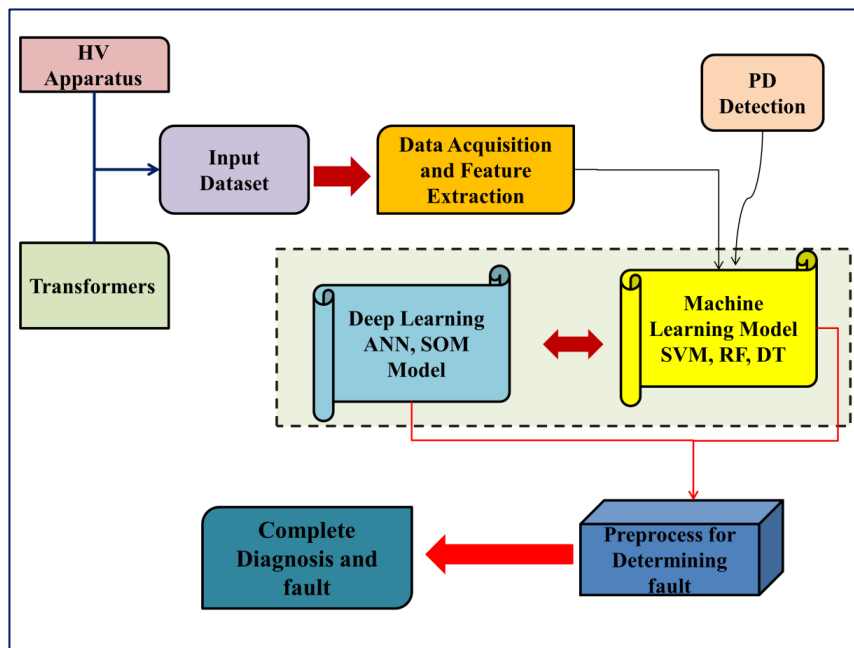 HV
Apparatus
PD
Detection
Input
Dataset
Data Acquisition
and Feature
Extraction
Transformers
Deep Learning
ANN, SOM
Model
Machine
Learning Model
SVM, RF, DT
Complete
Diagnosis and
fault
Preprocess for
Determining
fault